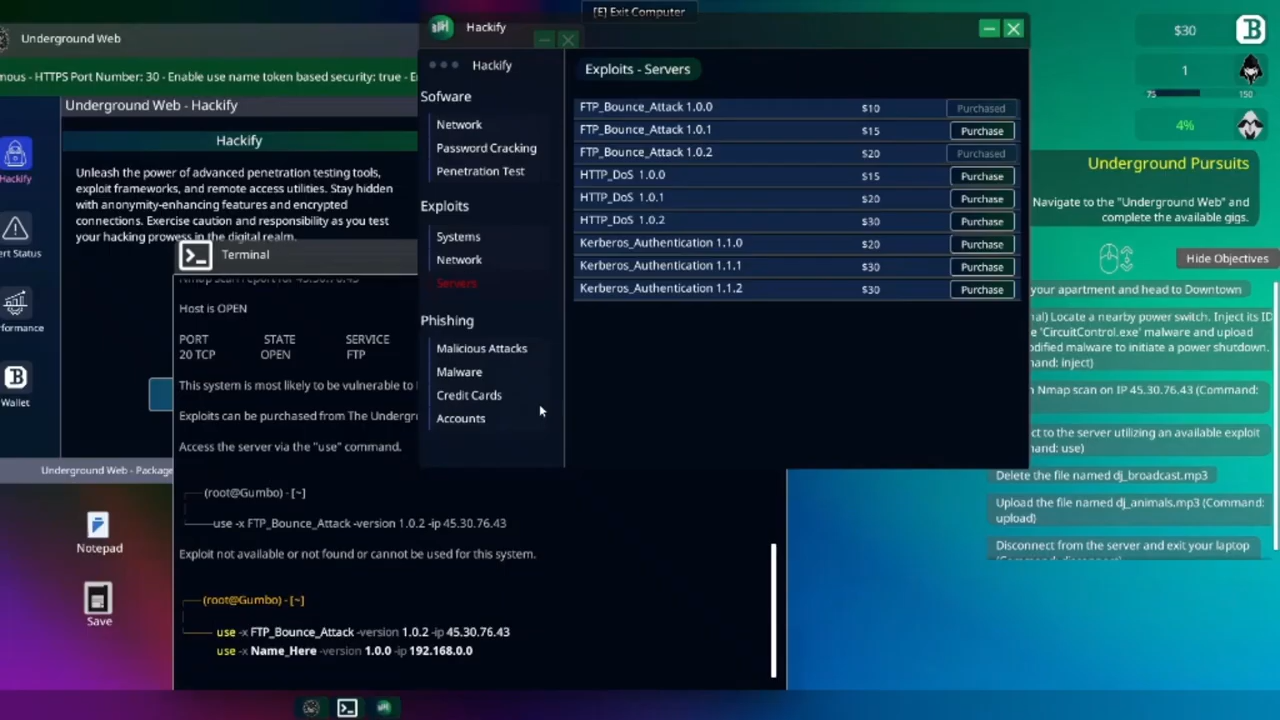 [E] Exit Computer
Underground Web
mous - HTTPS Port Number: 30 - Enable use name token based security: true - E
Underground Web - Hackify
Hackify
Unleash the power of advanced penetration testing tools,
exploit frameworks, and remote access utilities. Stay hidden
with anonymity-enhancing features and encrypted
connections. Exercise caution and responsibility as you test
your hacking prowess in the digital realm.
Hackify
ert Status
rformance
Wallet
Underground Web - Package
Notepad
Save
Terminal
Nmap scan report for 45.30.76.43
Host is OPEN
PORT STATE SERVICE
20 TCP OPEN FTP
This system is most likely to be vulnerable to
Exploits can be purchased from The Undergr
Access the server via the "use" command.
(root@Gumbo) - [~]
use -x FTP_Bounce_Attack -version 1.0.2 -ip 45.30.76.43
Exploit not available or not found or cannot be used for this system.
(root@Gumbo) - [~]
use -x FTP_Bounce_Attack -version 1.0.2 -ip 45.30.76.43
use -x Name_Here -version 1.0.0 -ip 192.168.0.0
Hackify
Hackify
Sofware
Network
Password Cracking
Penetration Test
Exploits
Systems
Network
Servers
Phishing
Malicious Attacks
Malware
Credit Cards
Accounts
Exploits - Servers
FTP_Bounce_Attack 1.0.0 $10 Purchased
FTP_Bounce_Attack 1.0.1 $15 Purchase
FTP_Bounce_Attack 1.0.2 $20 Purchased
HTTP_DoS 1.0.0 $15 Purchase
HTTP_DoS 1.0.1 $20 Purchase
HTTP_DoS 1.0.2 $30 Purchase
Kerberos_Authentication 1.1.0 $20 Purchase
Kerberos_Authentication 1.1.1 $30 Purchase
Kerberos_Authentication 1.1.2 $30 Purchase
$30
1
75 150
4%
Underground Pursuits
Navigate to the "Underground Web" and
complete the available gigs.
Hide Objectives
your apartment and head to Downtown
nal) Locate a nearby power switch. Inject its ID
e 'CircuitControl.exe' malware and upload
odified malware to initiate a power shutdown.
mand: inject)
n Nmap scan on IP 45.30.76.43 (Command:
ct to the server utilizing an available exploit
mand: use)
Delete the file named dj_broadcast.mp3
Upload the file named dj_animals.mp3 (Command:
upload)
Disconnect from the server and exit your laptop